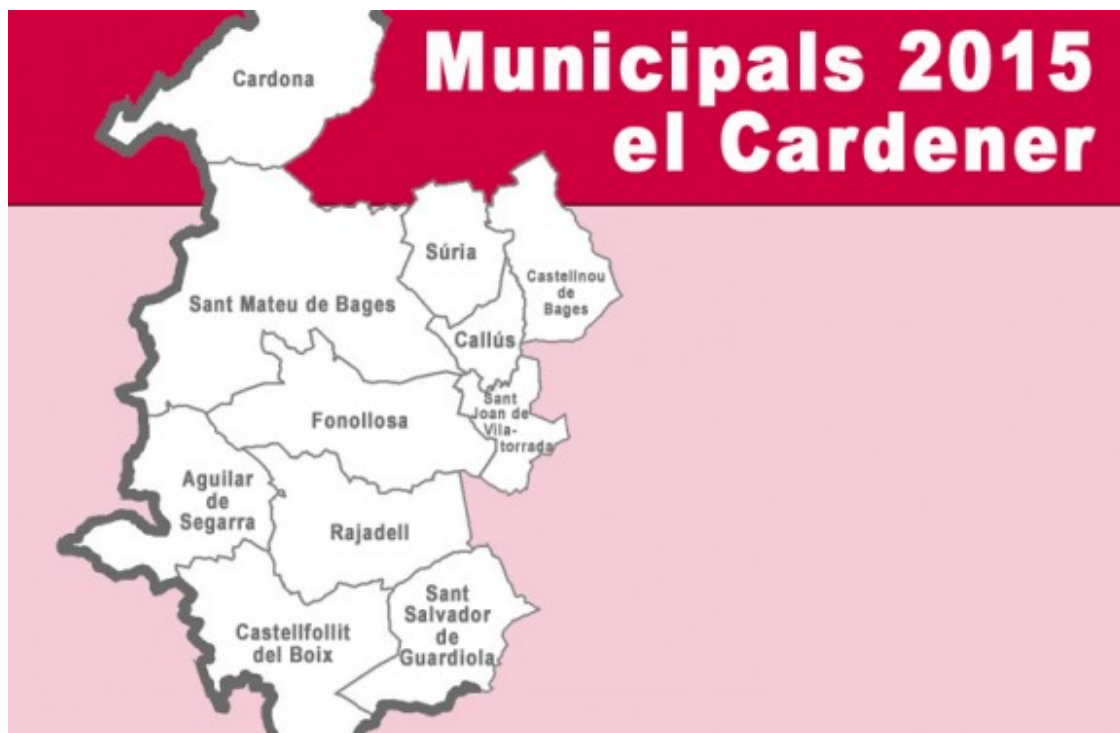 Municipals 2015
el Cardener
Cardona
Súria
Castellnou
de
Bages
Sant Mateu de Bages
Callús
Sant
Joan de
Vila-
torrada
Fonollosa
Aguilar
de
Segarra
Rajadell
Sant
Salvador
de
Guardiola
Castellfollit
del Boix